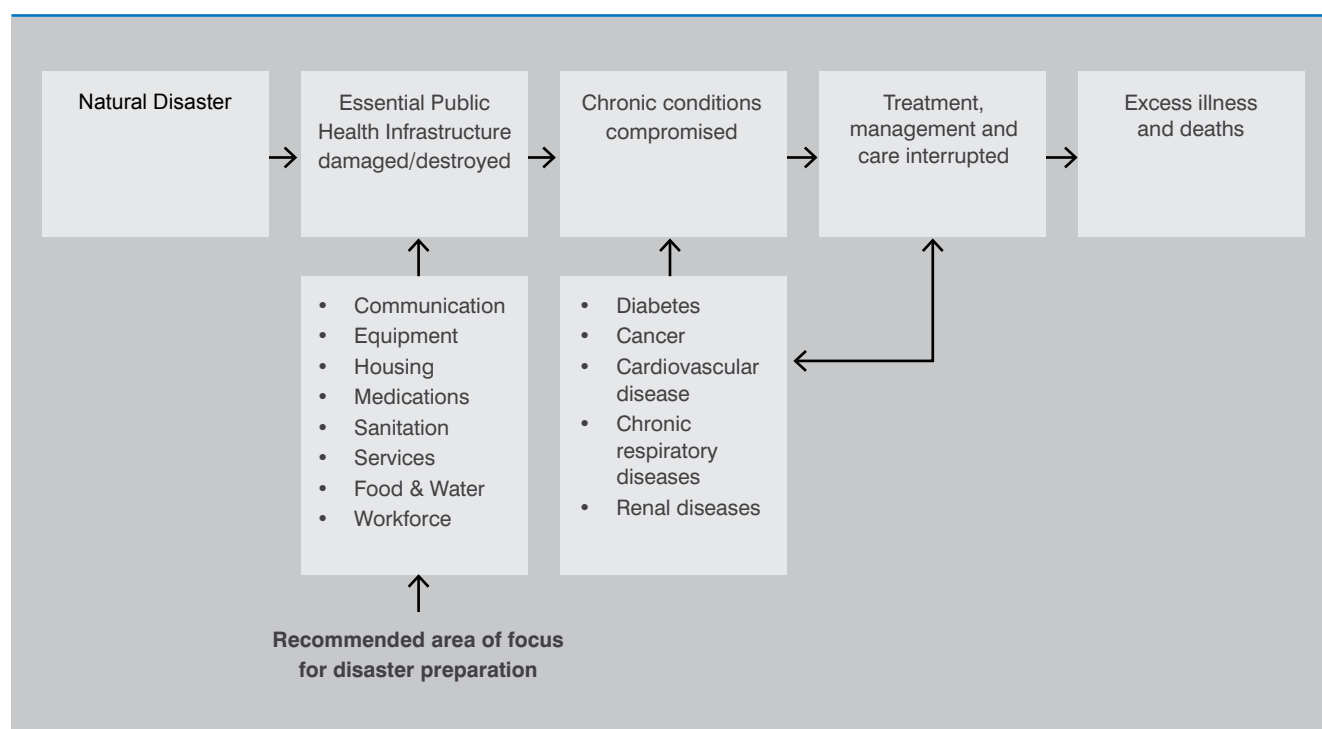 Natural Disaster
Essential Public
Health Infrastructure
damaged/destroyed
Chronic conditions
compromised
Treatment,
management and
care interrupted
Excess illness
and deaths
• Communication
• Equipment
• Housing
• Medications
• Sanitation
• Services
• Food & Water
• Workforce
• Diabetes
• Cancer
• Cardiovascular
disease
• Chronic
respiratory
diseases
• Renal diseases
Recommended area of focus
for disaster preparation